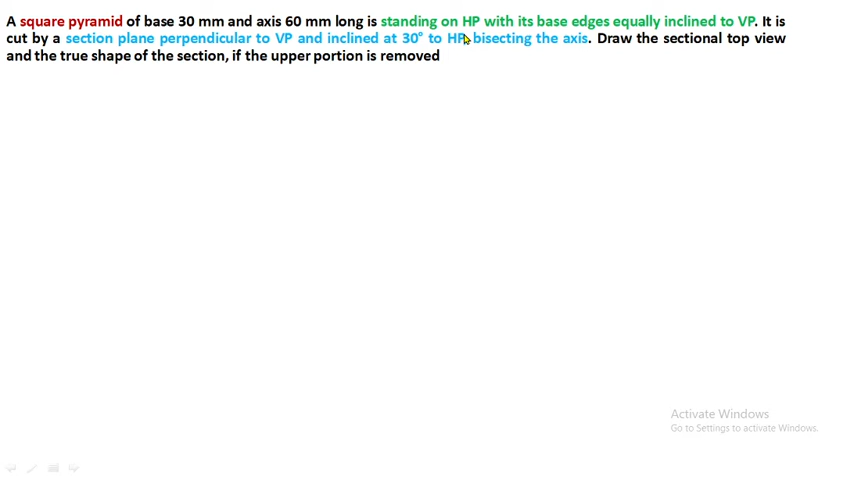 A square pyramid of base 30 mm and axis 60 mm long is standing on HP with its base edges equally inclined to VP. It is
cut by a section plane perpendicular to VP and inclined at 30° to HP, bisecting the axis. Draw the sectional top view
and the true shape of the section, if the upper portion is removed
Activate Windows
Go to Settings to activate Windows.